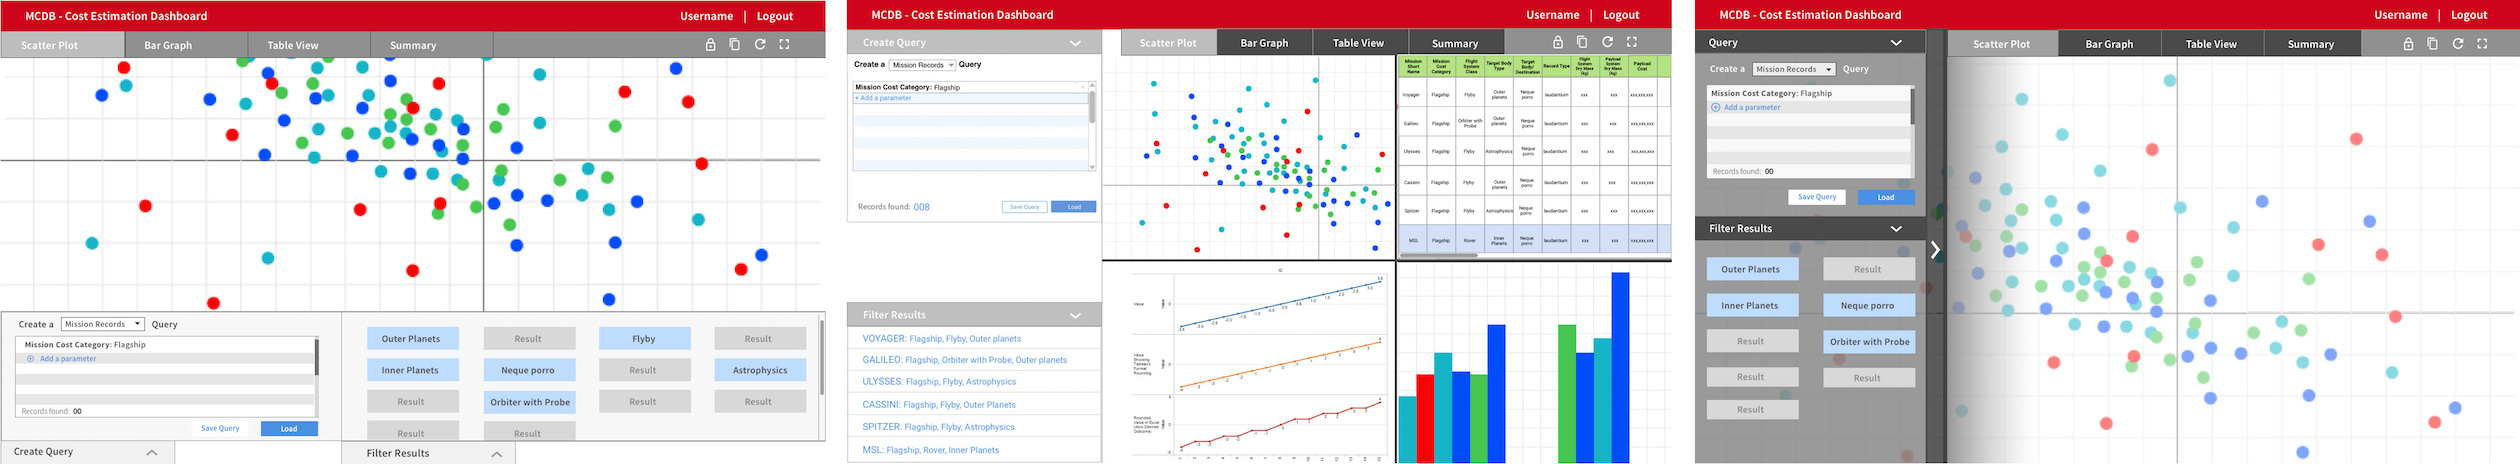 MCDB - Cost Estimation Dashboard
Username | Logout
Scatter Plot
Bar Graph
Table View
Summary
Create a Mission Records Query
Mission Cost Category: Flagship
Add a parameter
Records found: 00
Save Query
Load
Outer Planets
Result
Flyby
Result
Inner Planets
Neque porro
Result
Astrophysics
Result
Orbiter with Probe
Result
Result
Result
Result
Create Query
Filter Results
MCDB - Cost Estimation Dashboard
Username | Logout
Create Query
Scatter Plot
Bar Graph
Table View
Summary
Create a Mission Records Query
Mission Cost Category: Flagship
+ Add a parameter
Records found: 008
Save Query
Load
Mission Short Name
Mission Cost Category
Flight System Class
Target Body Type
Target Body/ Destination
Record Type
Flight System Dry Mass (kg)
Payload System Dry Mass (kg)
Payload Cost
Voyager Flagship Flyby Outer planets Neque porro laudantium xxx xxx xxx,xxx,xxx
Galileo Flagship Orbiter with Probe Outer planets Neque porro laudantium xxx xxx xxx,xxx,xxx
Ulysses Flagship Flyby Astrophysics Neque porro laudantium xxx xxx xxx,xxx,xxx
Cassini Flagship Flyby Outer planets Neque porro laudantium xxx xxx xxx,xxx,xxx
Spitzer Flagship Flyby Astrophysics Neque porro laudantium xxx xxx xxx,xxx,xxx
MSL Flagship Rover Inner Planets Neque porro laudantium xxx xxx xxx,xxx,xxx
Filter Results
VOYAGER: Flagship, Flyby, Outer planets
GALILEO: Flagship, Orbiter with Probe, Outer planets
ULYSSES: Flagship, Flyby, Astrophysics
CASSINI: Flagship, Flyby, Outer Planets
SPITZER: Flagship, Flyby, Astrophysics
MSL: Flagship, Rover, Inner Planets
Value
Value
MCDB - Cost Estimation Dashboard
Username | Logout
Query
Scatter Plot
Bar Graph
Table View
Summary
Create a Mission Records Query
Mission Cost Category: Flagship
Add a parameter
Records found: 00
Save Query
Load
Filter Results
Outer Planets
Result
Inner Planets
Neque porro
Result
Orbiter with Probe
Result
Result
Result